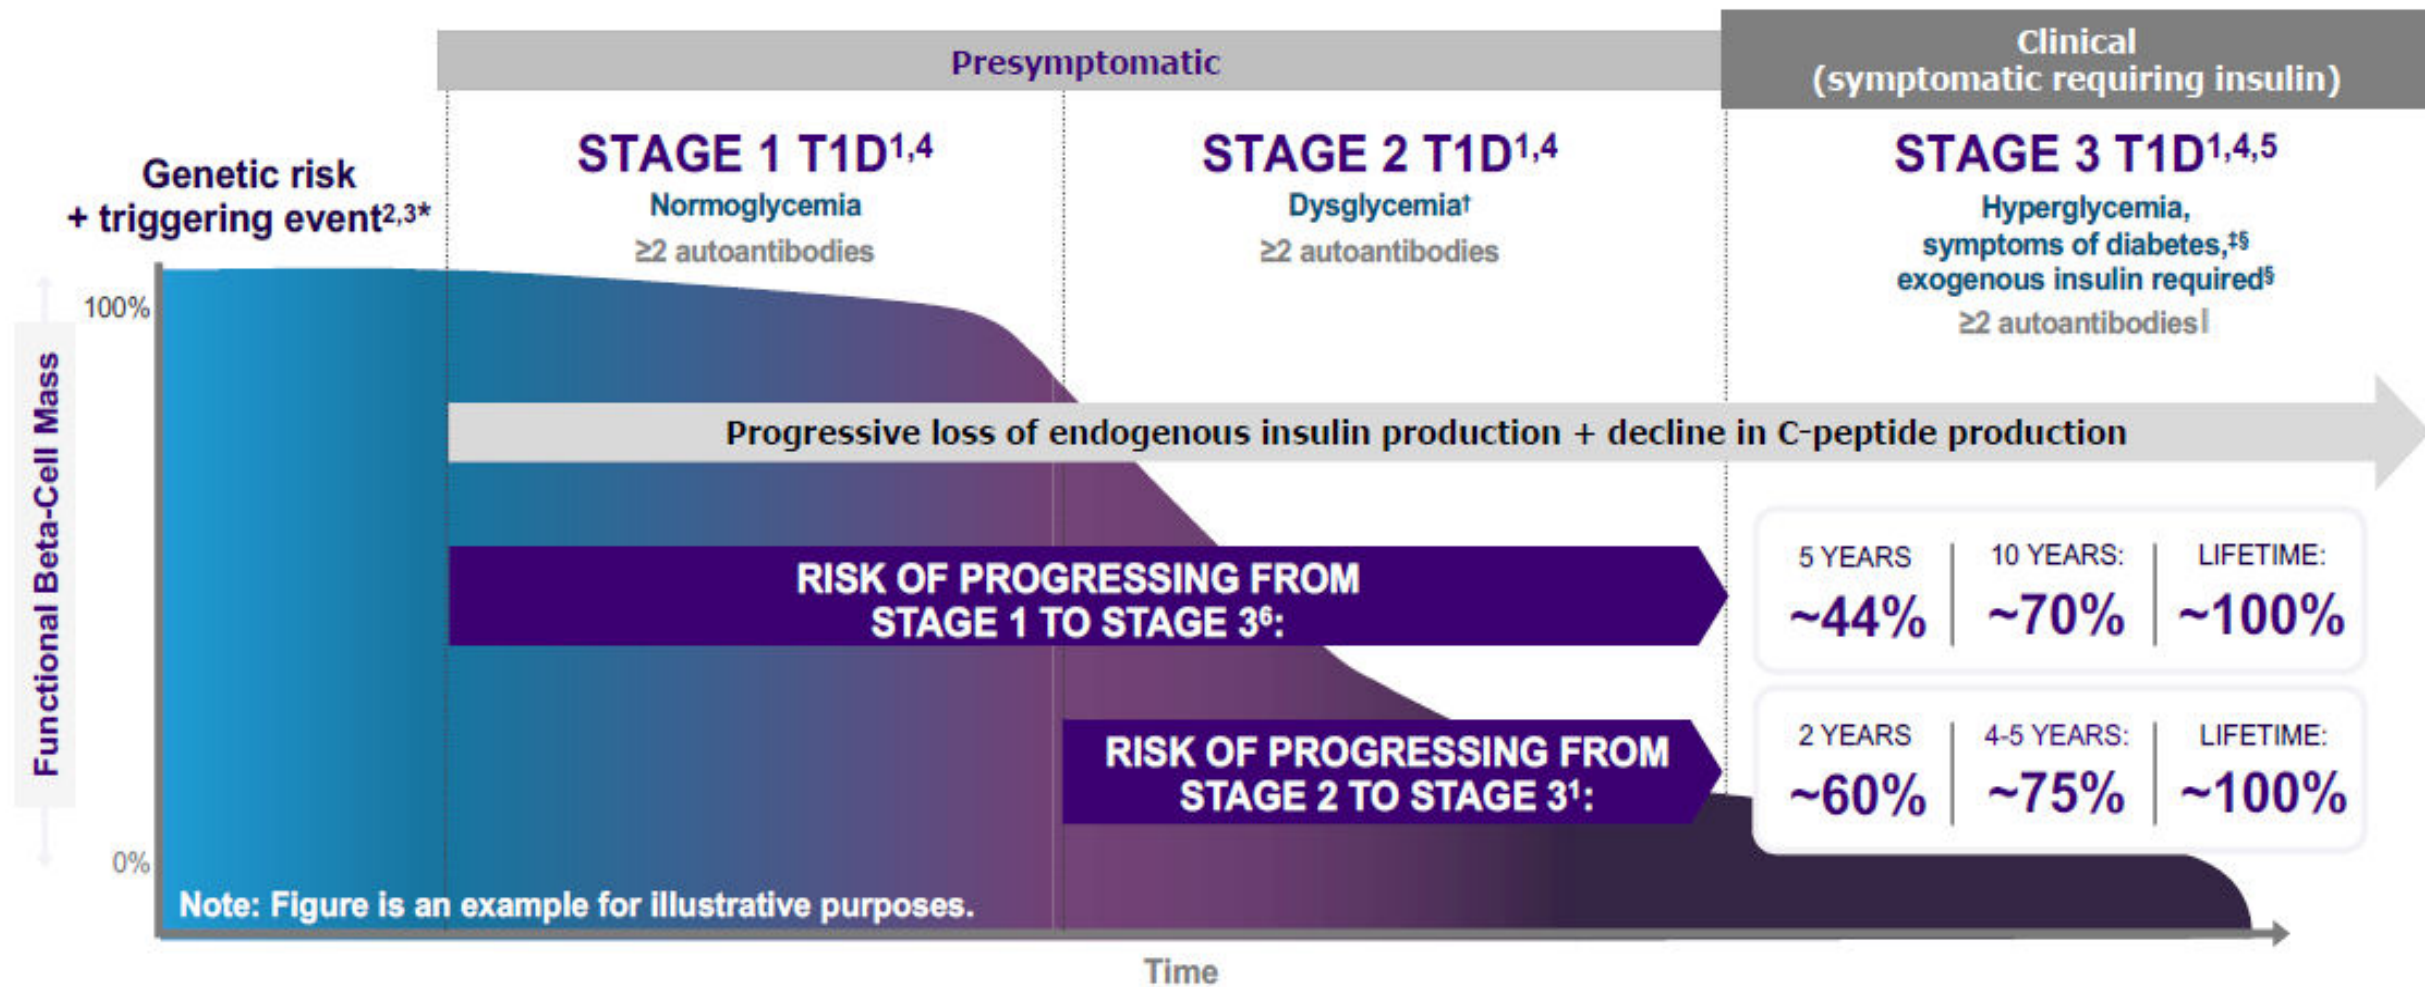 Presymptomatic
Clinical
(symptomatic requiring insulin)
Genetic risk
+ triggering event2,3*
STAGE 1 T1D1,4
Normoglycemia
≥2 autoantibodies
STAGE 2 T1D1,4
Dysglycemia†
≥2 autoantibodies
STAGE 3 T1D1,4,5
Hyperglycemia,
symptoms of diabetes,‡§
exogenous insulin required§
≥2 autoantibodies‖
100%
Functional Beta-Cell Mass
0%
Progressive loss of endogenous insulin production + decline in C-peptide production
RISK OF PROGRESSING FROM
STAGE 1 TO STAGE 36:
5 YEARS
~44%
10 YEARS:
~70%
LIFETIME:
~100%
RISK OF PROGRESSING FROM
STAGE 2 TO STAGE 31:
2 YEARS
~60%
4-5 YEARS:
~75%
LIFETIME:
~100%
Note: Figure is an example for illustrative purposes.
Time